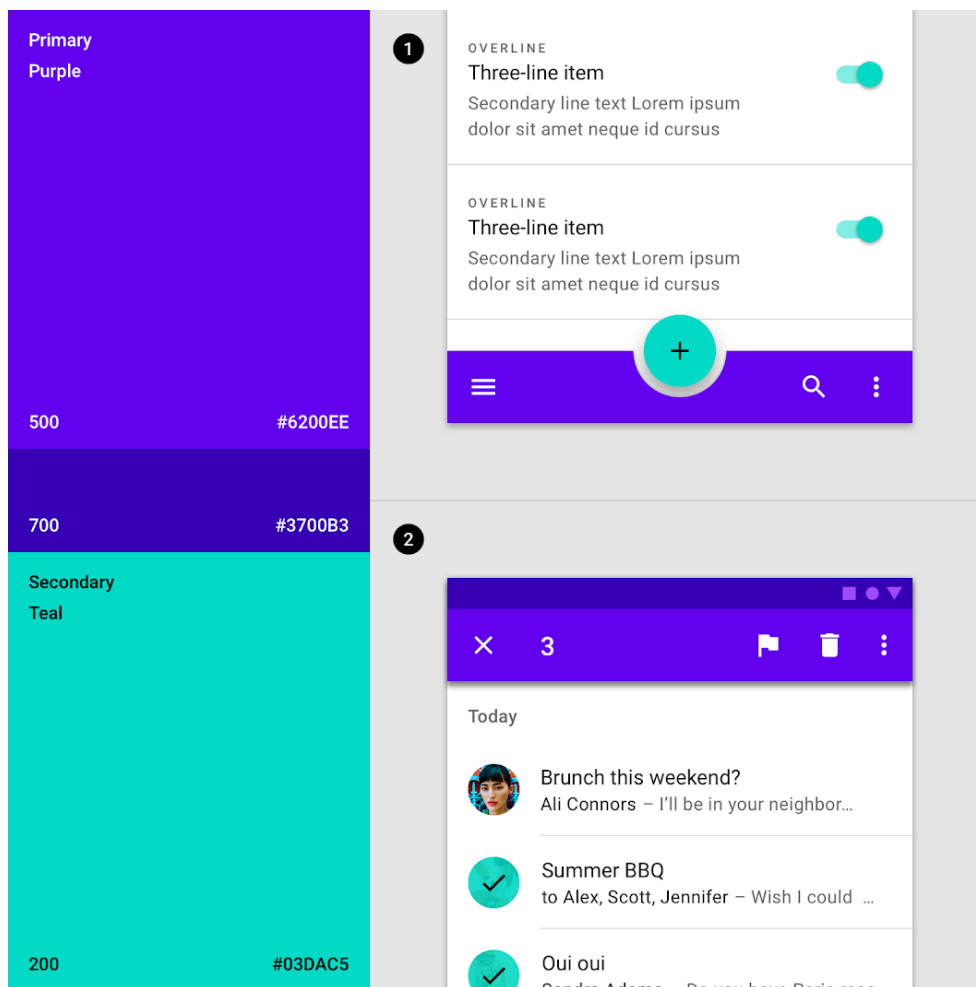 Primary
Purple
500 #6200EE
700 #3700B3
Secondary
Teal
200 #03DAC5
1
OVERLINE
Three-line item
Secondary line text Lorem ipsum
dolor sit amet neque id cursus
OVERLINE
Three-line item
Secondary line text Lorem ipsum
dolor sit amet neque id cursus
2
3
Today
Brunch this weekend?
Ali Connors – I'll be in your neighbor...
Summer BBQ
to Alex, Scott, Jennifer – Wish I could ...
Oui oui